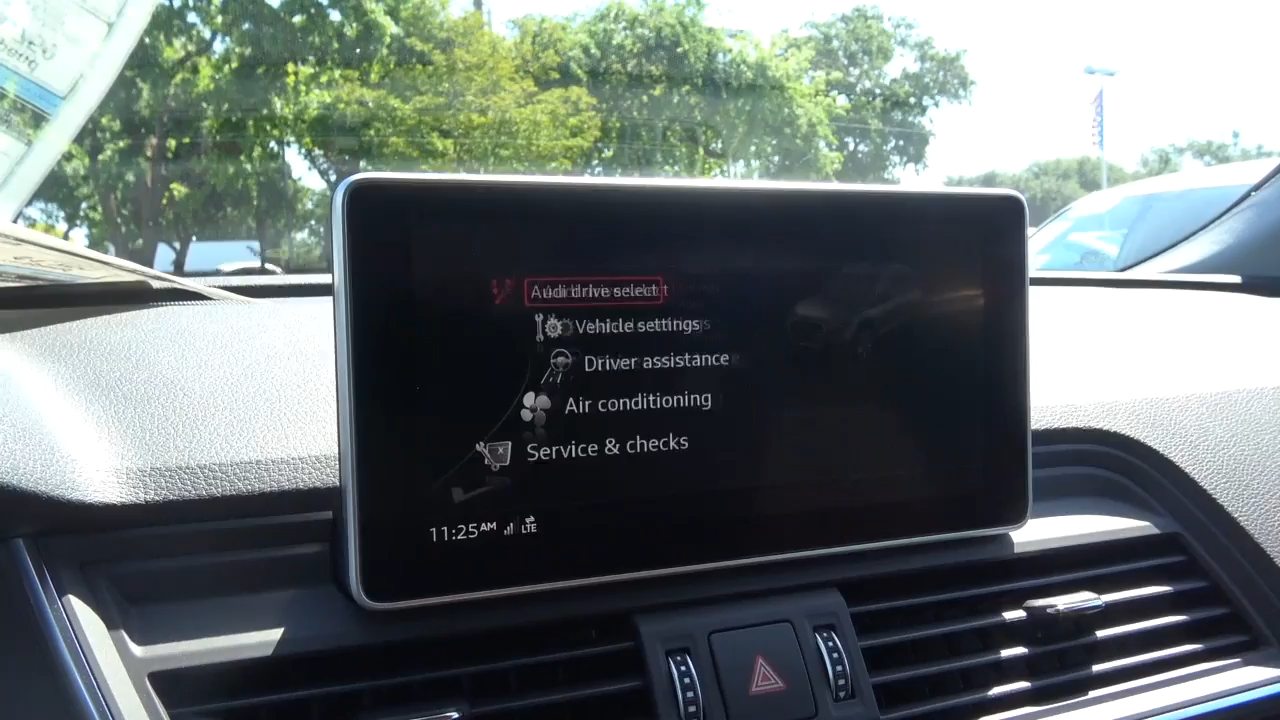 Audi drive select
Vehicle settings
Driver assistance
Air conditioning
Service & checks
11:25AM LTE